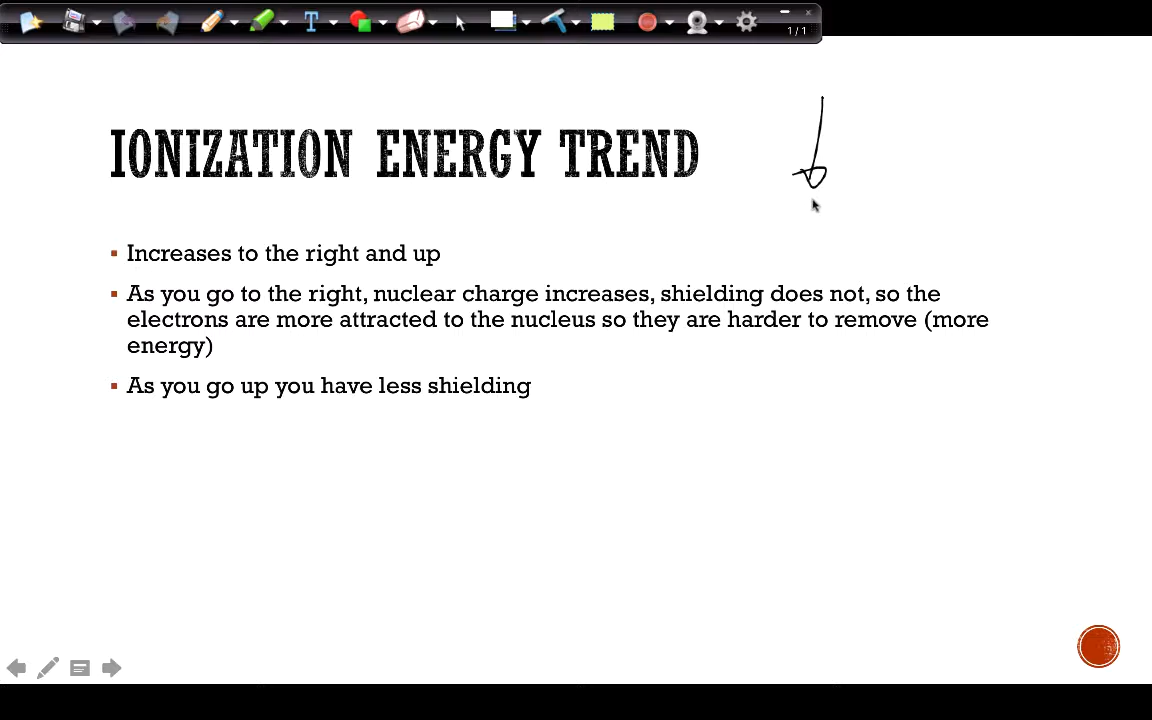 1/1
IONIZATION ENERGY TREND
Increases to the right and up
As you go to the right, nuclear charge increases, shielding does not, so the
electrons are more attracted to the nucleus so they are harder to remove (more
energy)
As you go up you have less shielding